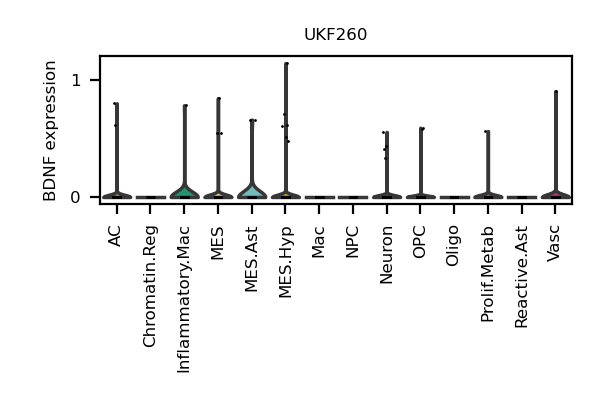 UKF260
BDNF expression
1
0
AC
Chromatin.Reg
Inflammatory.Mac
MES
MES.Ast
MES.Hyp
Mac
NPC
Neuron
OPC
Oligo
Prolif.Metab
Reactive.Ast
Vasc